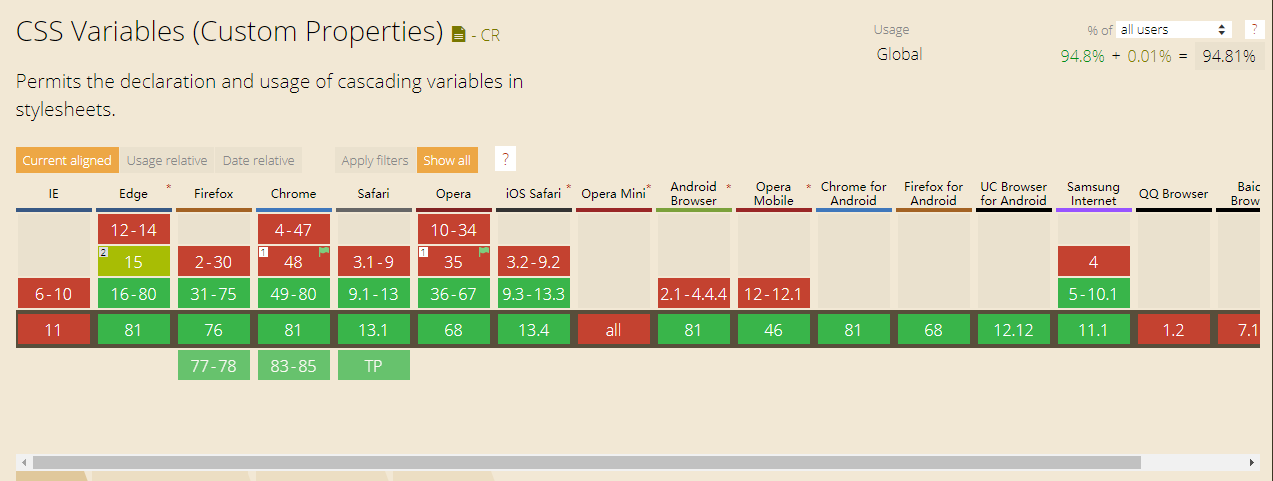 CSS Variables (Custom Properties) - CR
Usage % of all users ?
Global 94.8% + 0.01% = 94.81%
Permits the declaration and usage of cascading variables in
stylesheets.
Current aligned Usage relative Date relative Apply filters Show all ?
IE Edge * Firefox Chrome Safari Opera iOS Safari * Opera Mini * Android Browser * Opera Mobile * Chrome for Android Firefox for Android UC Browser for Android Samsung Internet QQ Browser Baid Brow
12-14 4-47 10-34
2 15 2-30 1 48 3.1-9 1 35 3.2-9.2 4
6-10 16-80 31-75 49-80 9.1-13 36-67 9.3-13.3 2.1-4.4.4 12-12.1 5-10.1
11 81 76 81 13.1 68 13.4 all 81 46 81 68 12.12 11.1 1.2 7.1
77-78 83-85 TP